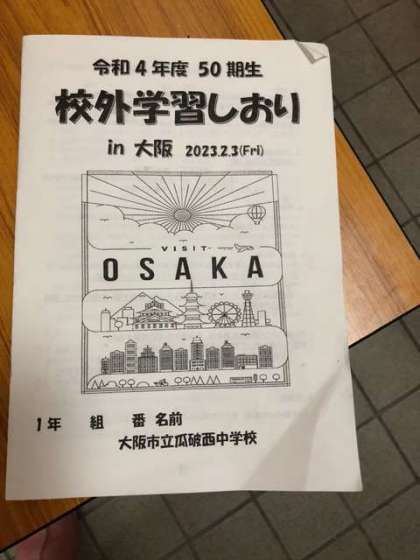 令和4年度 50期生
校外学習しおり
in 大阪 2023.2.3(Fri)
VISIT
OSAKA
1年 組 番 名前
大阪市立瓜破西中学校